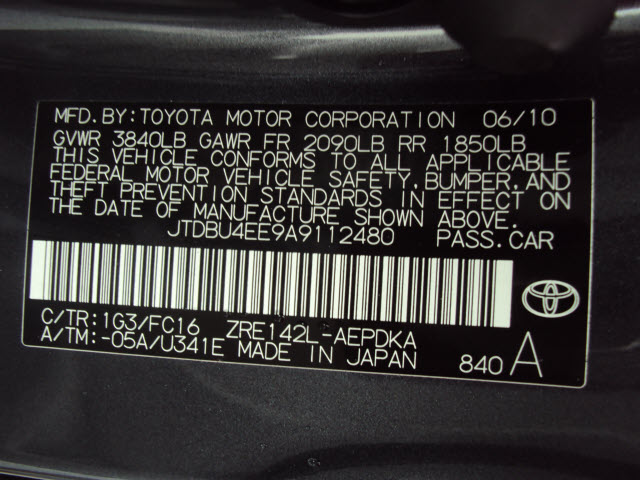 MFD.BY:TOYOTA MOTOR CORPORATION 06/10
GVWR 3840LB GAWR FR 2090LB RR 1850LB
THIS VEHICLE CONFORMS TO ALL APPLICABLE
FEDERAL MOTOR VEHICLE SAFETY,BUMPER,AND
THEFT PREVENTION STANDARDS IN EFFECT ON
THE DATE OF MANUFACTURE SHOWN ABOVE.
JTDBU4EE9A9112480 PASS.CAR
C/TR:1G3/FC16 ZRE142L-AEPDKA
A/TM:-05A/U341E MADE IN JAPAN 840 A